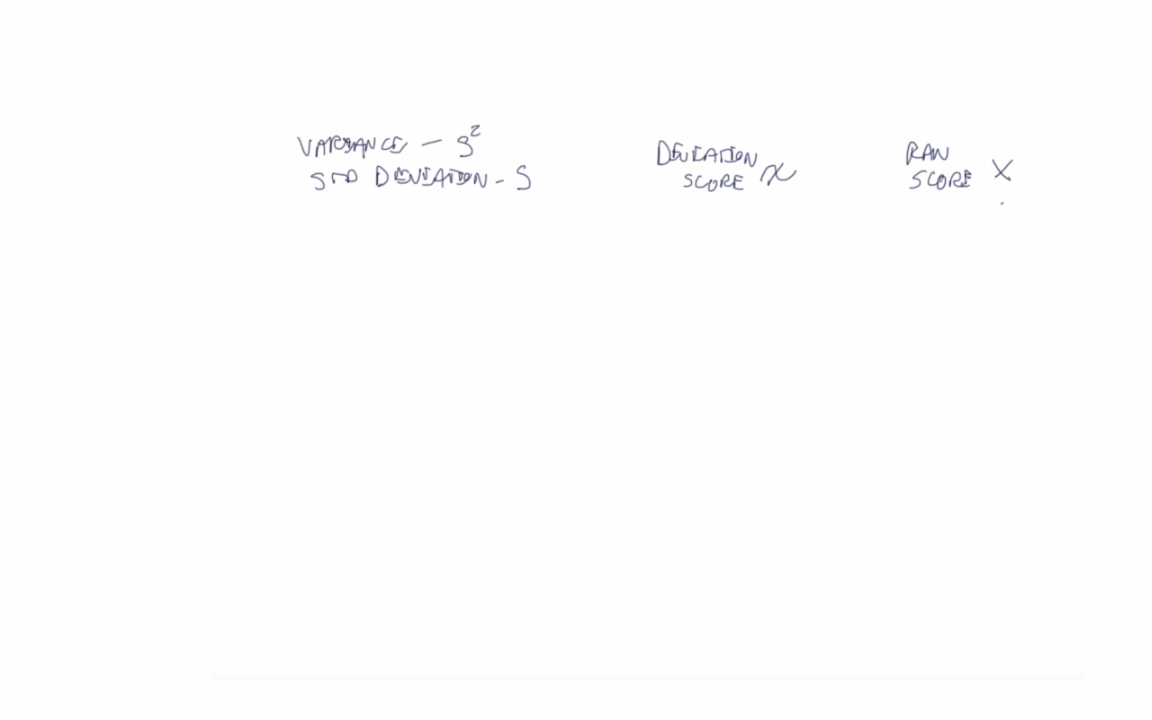 VARIANCE - S²
STD DEVIATION - S
DEVIATION
SCORE x
RAW
SCORE X